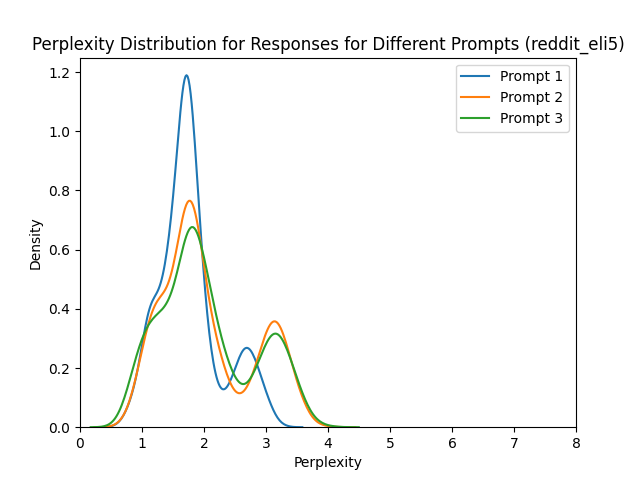 Perplexity Distribution for Responses for Different Prompts (reddit_eli5)
Prompt 1
Prompt 2
Prompt 3
Density
1.2
1.0
0.8
0.6
0.4
0.2
0.0
0 1 2 3 4 5 6 7 8
Perplexity